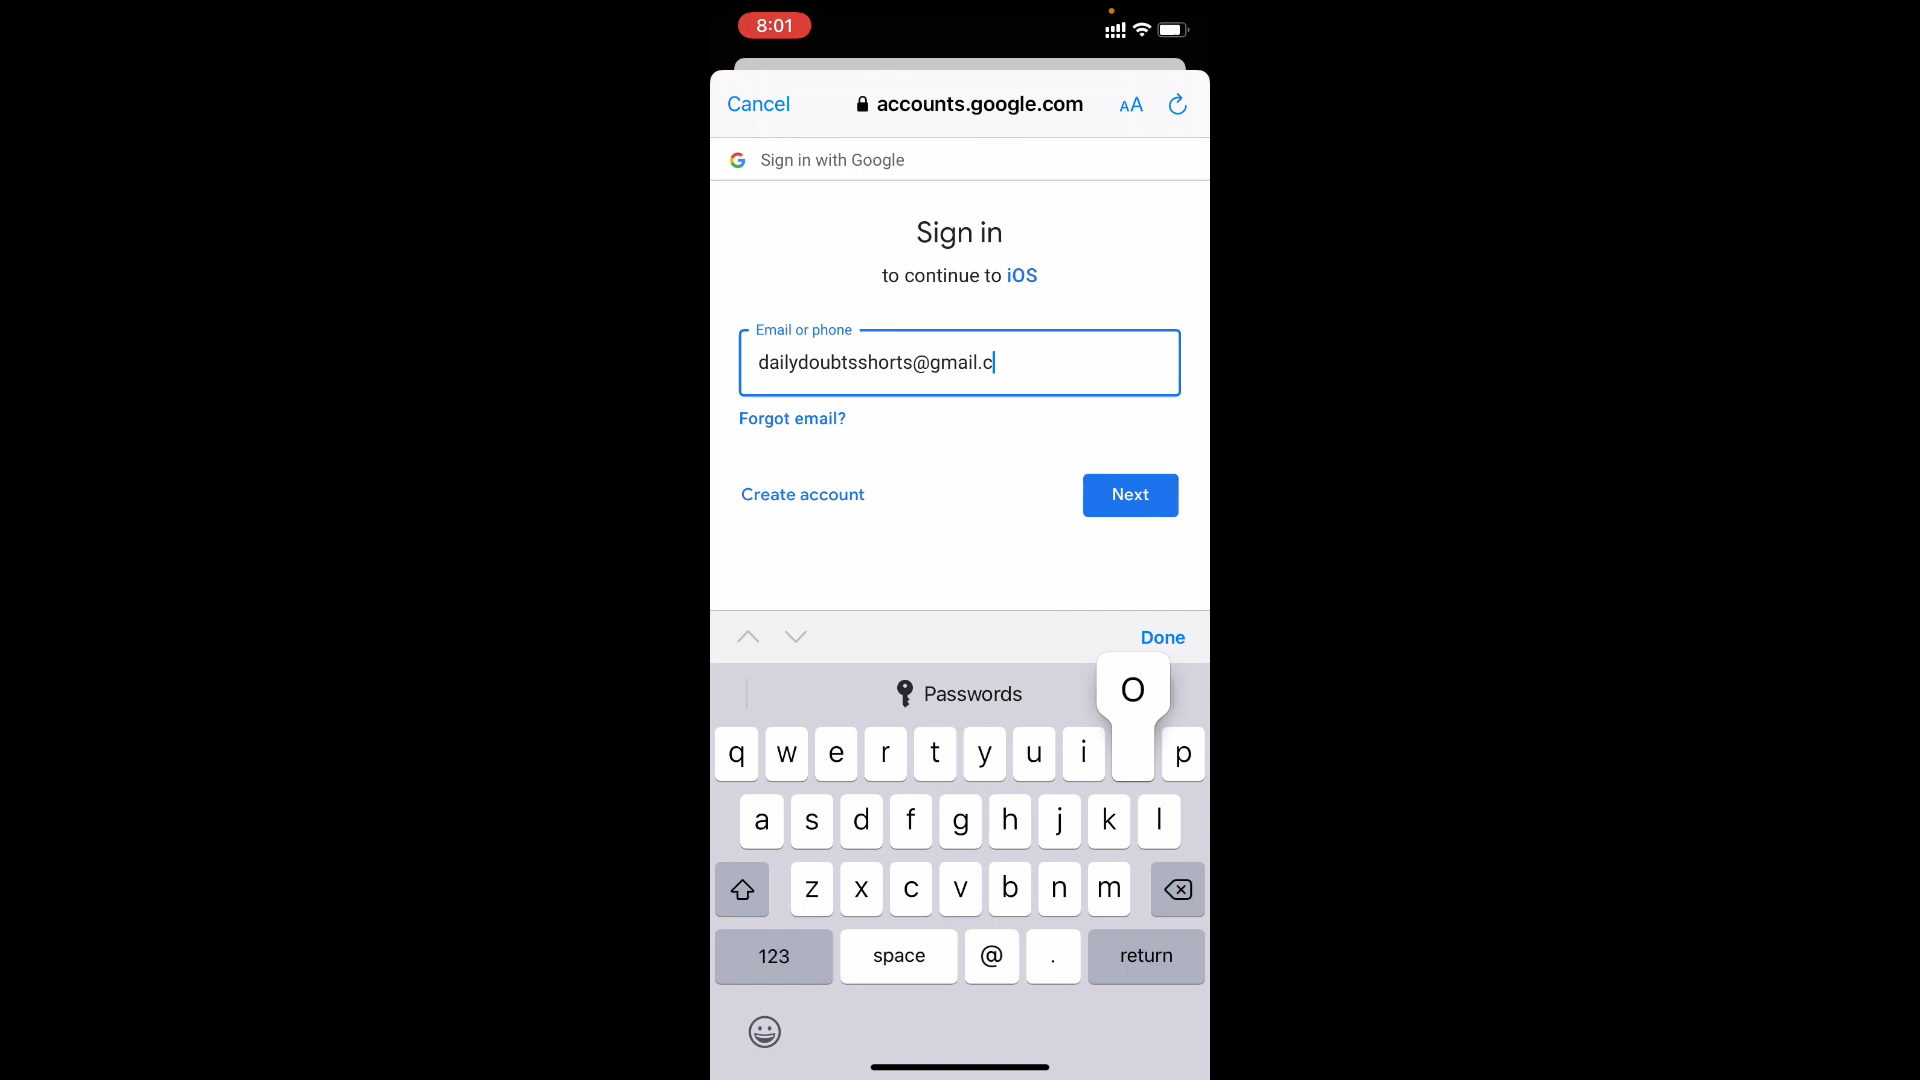 8:01
Cancel
accounts.google.com
AA
Sign in with Google
Sign in
to continue to iOS
Email or phone
dailydoubtsshorts@gmail.c
Forgot email?
Create account
Next
Done
Passwords
O
q w e r t y u i p
a s d f g h j k l
z x c v b n m
123 space @ . return